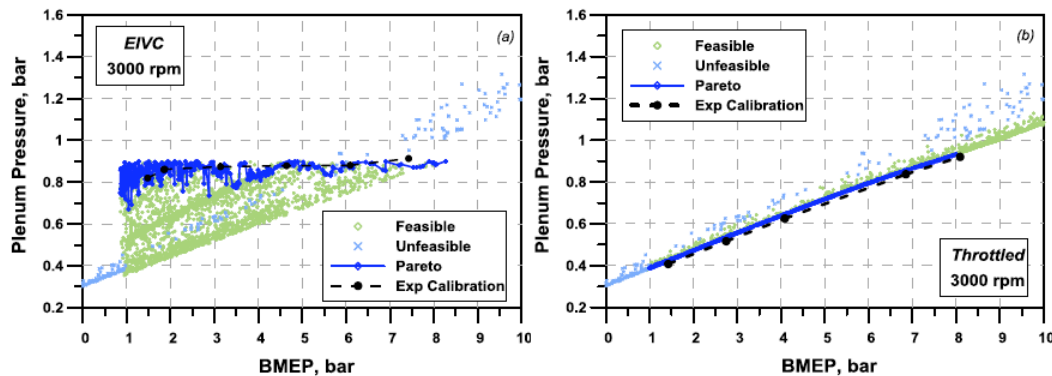 1.6
1.4
1.2
1
0.8
0.6
0.4
0.2
Plenum Pressure, bar
EIVC
3000 rpm
(a)
Feasible
Unfeasible
Pareto
Exp Calibration
0 1 2 3 4 5 6 7 8 9 10
BMEP, bar
1.6
1.4
1.2
1
0.8
0.6
0.4
0.2
Plenum Pressure, bar
(b)
Feasible
Unfeasible
Pareto
Exp Calibration
Throttled
3000 rpm
0 1 2 3 4 5 6 7 8 9 10
BMEP, bar